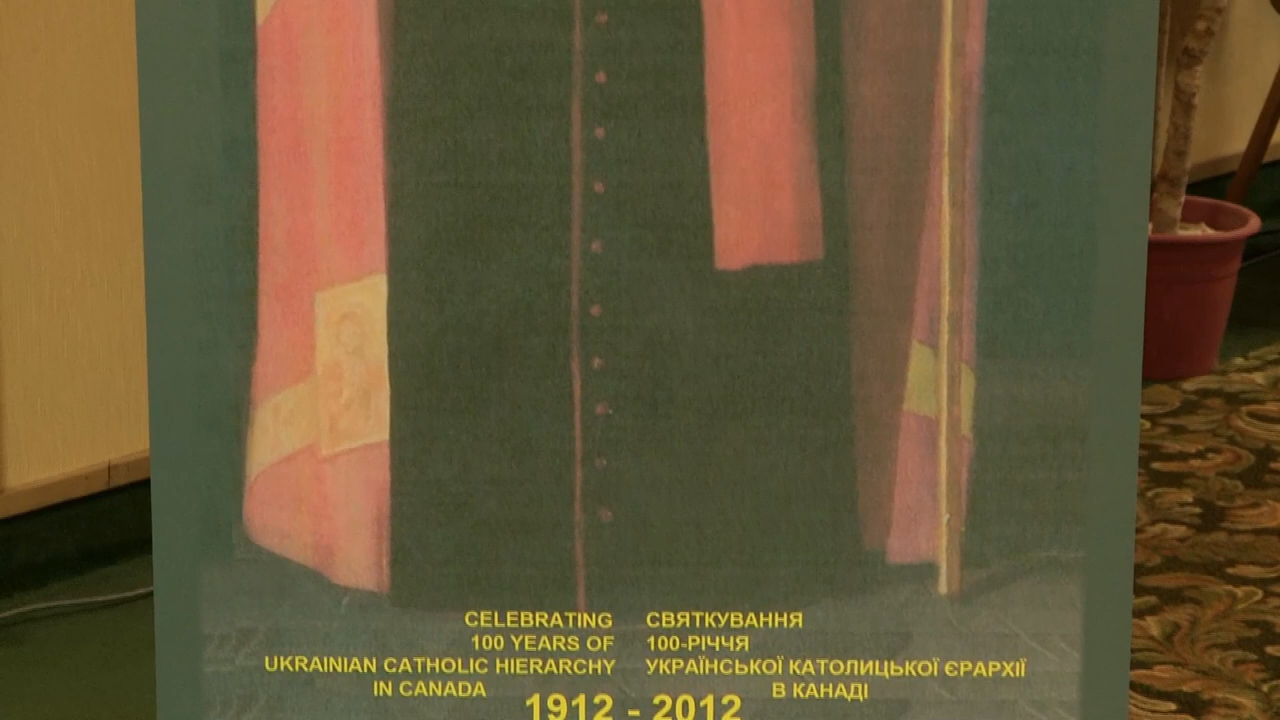 CELEBRATING
100 YEARS OF
UKRAINIAN CATHOLIC HIERARCHY
IN CANADA
СВЯТКУВАННЯ
100-РІЧЧЯ
УКРАЇНСЬКОЇ КАТОЛИЦЬКОЇ ЄРАРХІЇ
В КАНАДІ
1912 - 2012